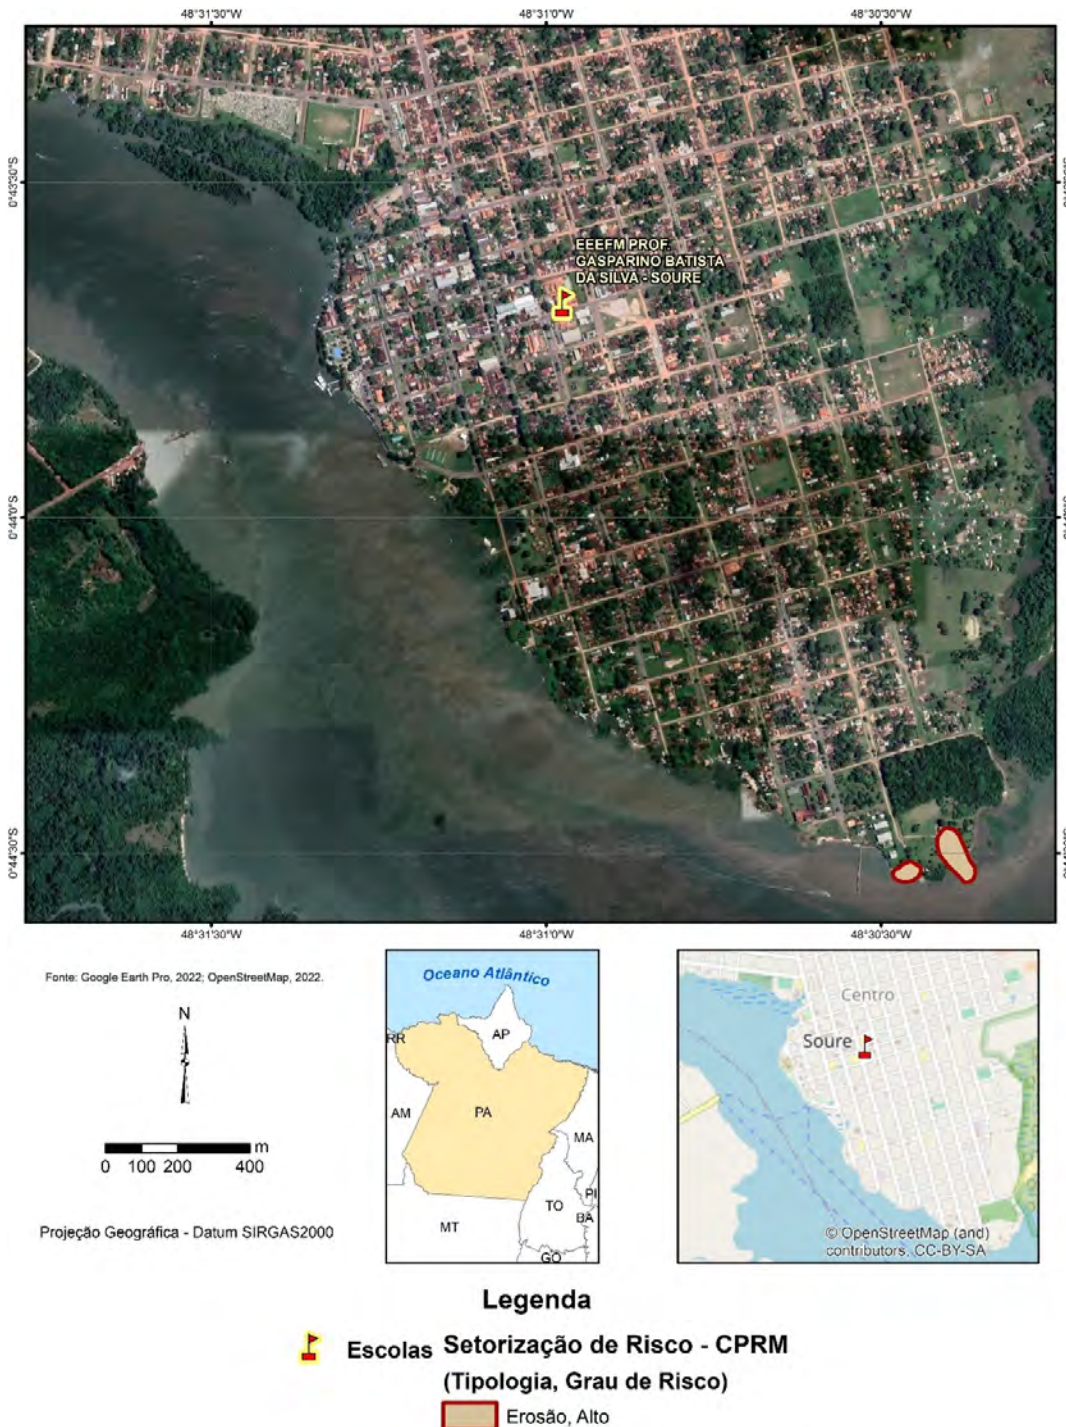 48°31'30"W
48°31'0"W
48°30'30"W
0°43'30"S
EEEFM PROF.
GASPARINO BATISTA
DA SILVA - SOURE
0°44'0"S
0°44'0"S
0°44'30"S
48°31'30"W
48°31'0"W
48°30'30"W
Fonte: Google Earth Pro, 2022; OpenStreetMap, 2022.
N
m
0 100 200 400
Projeção Geográfica - Datum SIRGAS2000
Oceano Atlântico
RR
AP
AM
PA
MA
TO
PI
BA
MT
GO
Centro
Soure
© OpenStreetMap (and)
contributors, CC-BY-SA
Legenda
Escolas
Setorização de Risco - CPRM
(Tipologia, Grau de Risco)
Erosão, Alto